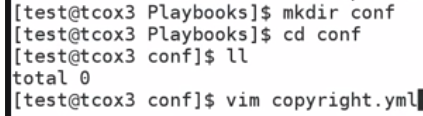 [test@tcox3 Playbooks]$ mkdir conf
[test@tcox3 Playbooks]$ cd conf
[test@tcox3 conf]$ ll
total 0
[test@tcox3 conf]$ vim copyright.yml